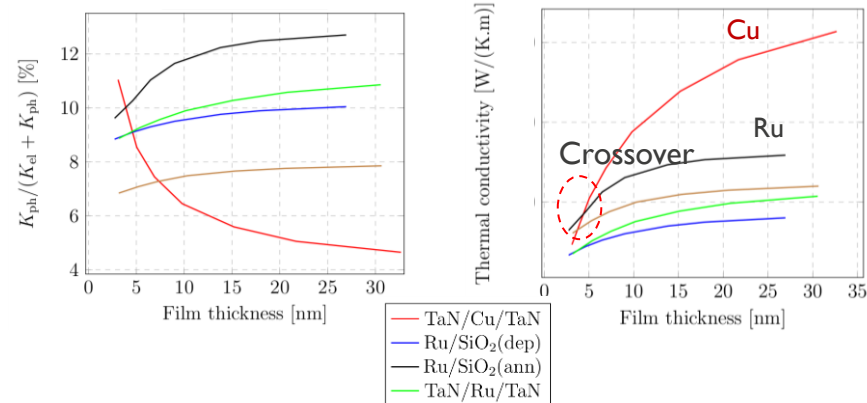 K_ph/(K_el + K_ph) [%]
12
10
8
6
4
0 5 10 15 20 25 30
Film thickness [nm]
Thermal conductivity [W/(K.m)]
Cu
Ru
Crossover
0 5 10 15 20 25 30 35
Film thickness [nm]
TaN/Cu/TaN
Ru/SiO₂(dep)
Ru/SiO₂(ann)
TaN/Ru/TaN